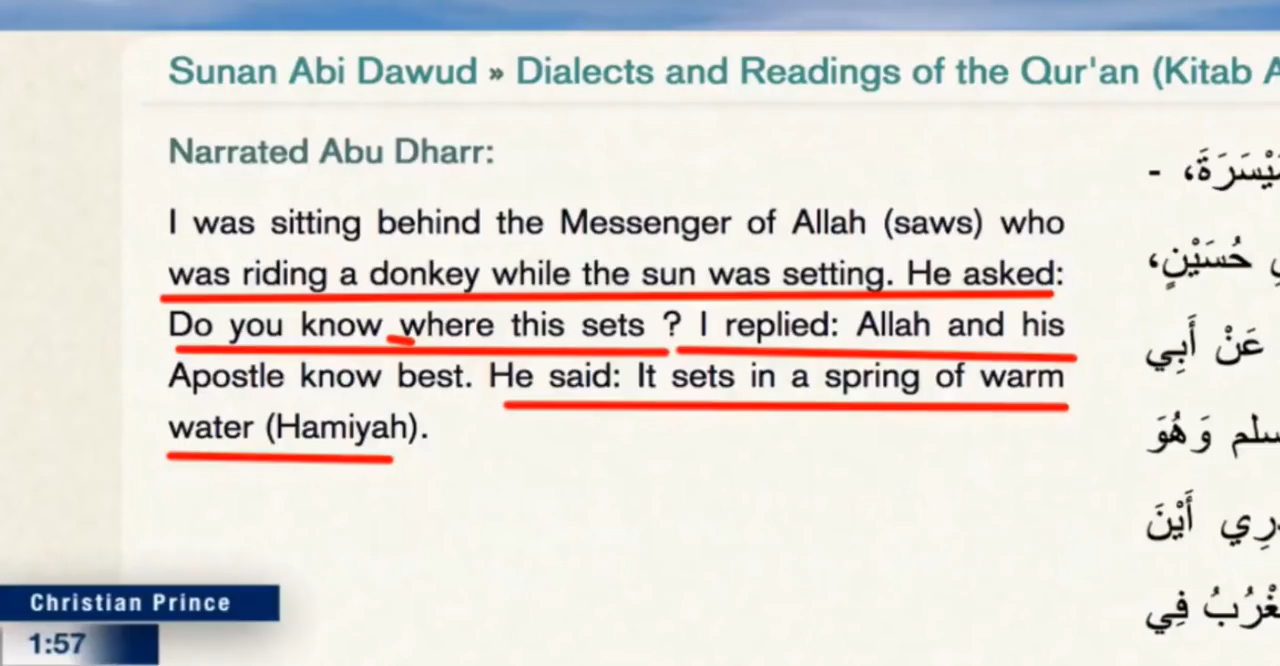 Sunan Abi Dawud » Dialects and Readings of the Qur'an (Kitab A
Narrated Abu Dharr:
I was sitting behind the Messenger of Allah (saws) who
was riding a donkey while the sun was setting. He asked:
Do you know where this sets ? I replied: Allah and his
Apostle know best. He said: It sets in a spring of warm
water (Hamiyah).
مَيْسَرَةَ، -
حُسَيْنٍ،
عَنْ أَبِي
وَهُوَ
أَيْنَ
فِي
Christian Prince
1:57